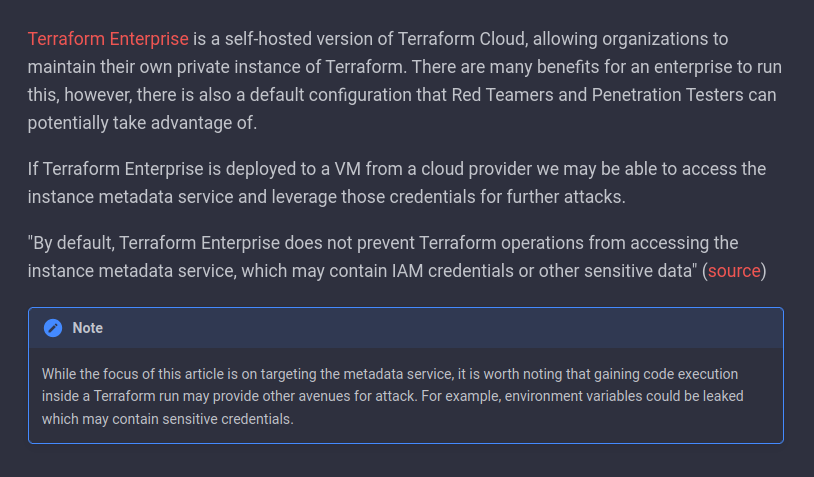 Terraform Enterprise is a self-hosted version of Terraform Cloud, allowing organizations to
maintain their own private instance of Terraform. There are many benefits for an enterprise to run
this, however, there is also a default configuration that Red Teamers and Penetration Testers can
potentially take advantage of.
If Terraform Enterprise is deployed to a VM from a cloud provider we may be able to access the
instance metadata service and leverage those credentials for further attacks.
"By default, Terraform Enterprise does not prevent Terraform operations from accessing the
instance metadata service, which may contain IAM credentials or other sensitive data" (source)
Note
While the focus of this article is on targeting the metadata service, it is worth noting that gaining code execution
inside a Terraform run may provide other avenues for attack. For example, environment variables could be leaked
which may contain sensitive credentials.